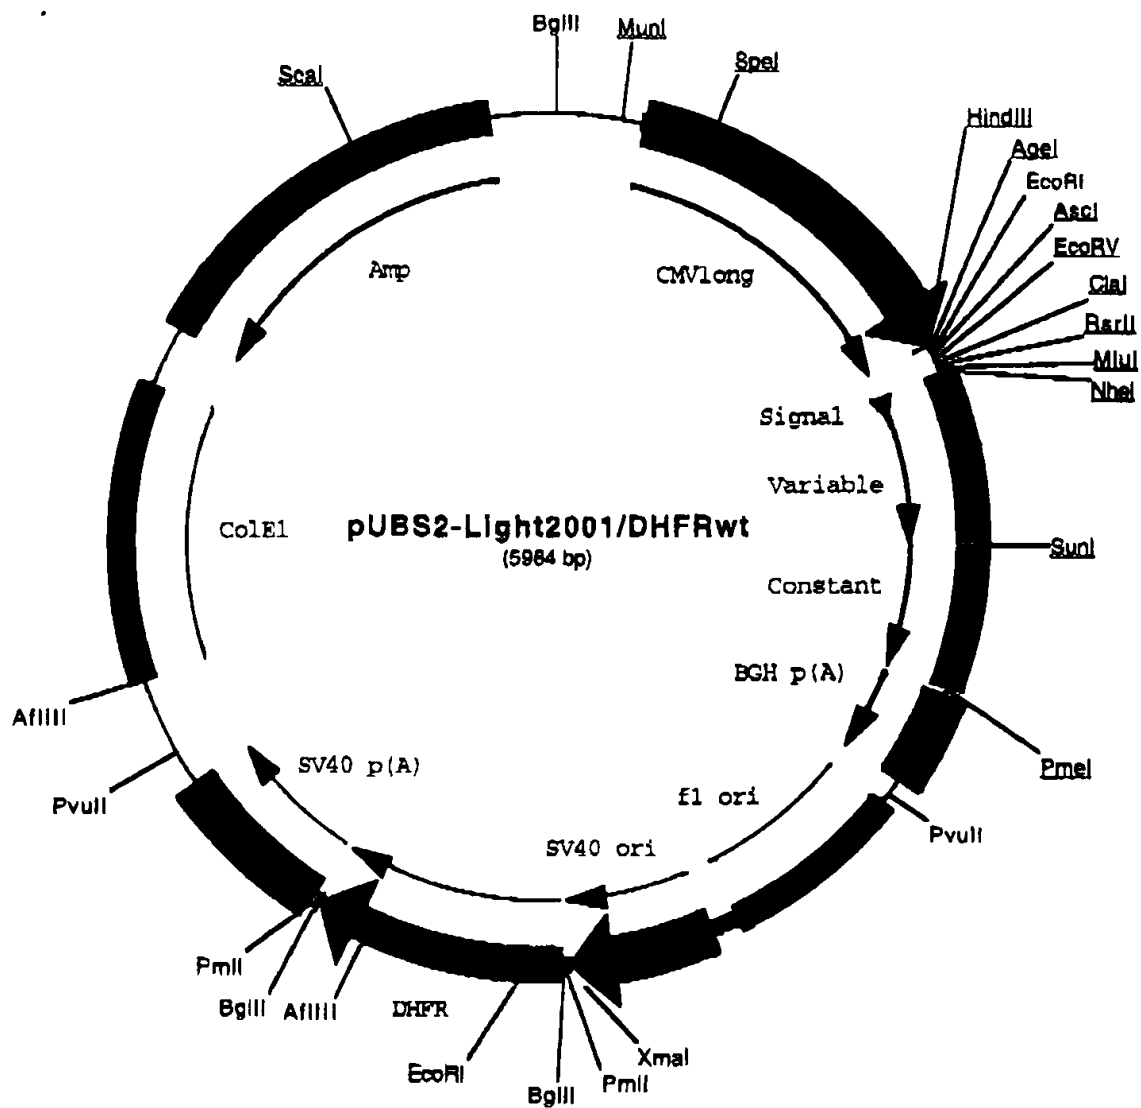 BglII
MunI
SpeI
ScaI
HindIII
AgeI
EcoRI
AscI
EcoRV
ClaI
RsrII
MluI
NheI
Amp
CMVlong
Signal
Variable
ColE1
pUBS2-Light2001/DHFRwt
(5984 bp)
SunI
Constant
BGH p(A)
AflIII
SV40 p(A)
PmeI
f1 ori
PvuII
PvuII
SV40 ori
PmlI
BglII
AflIII
DHFR
EcoRI
BglII
PmlI
XmaI